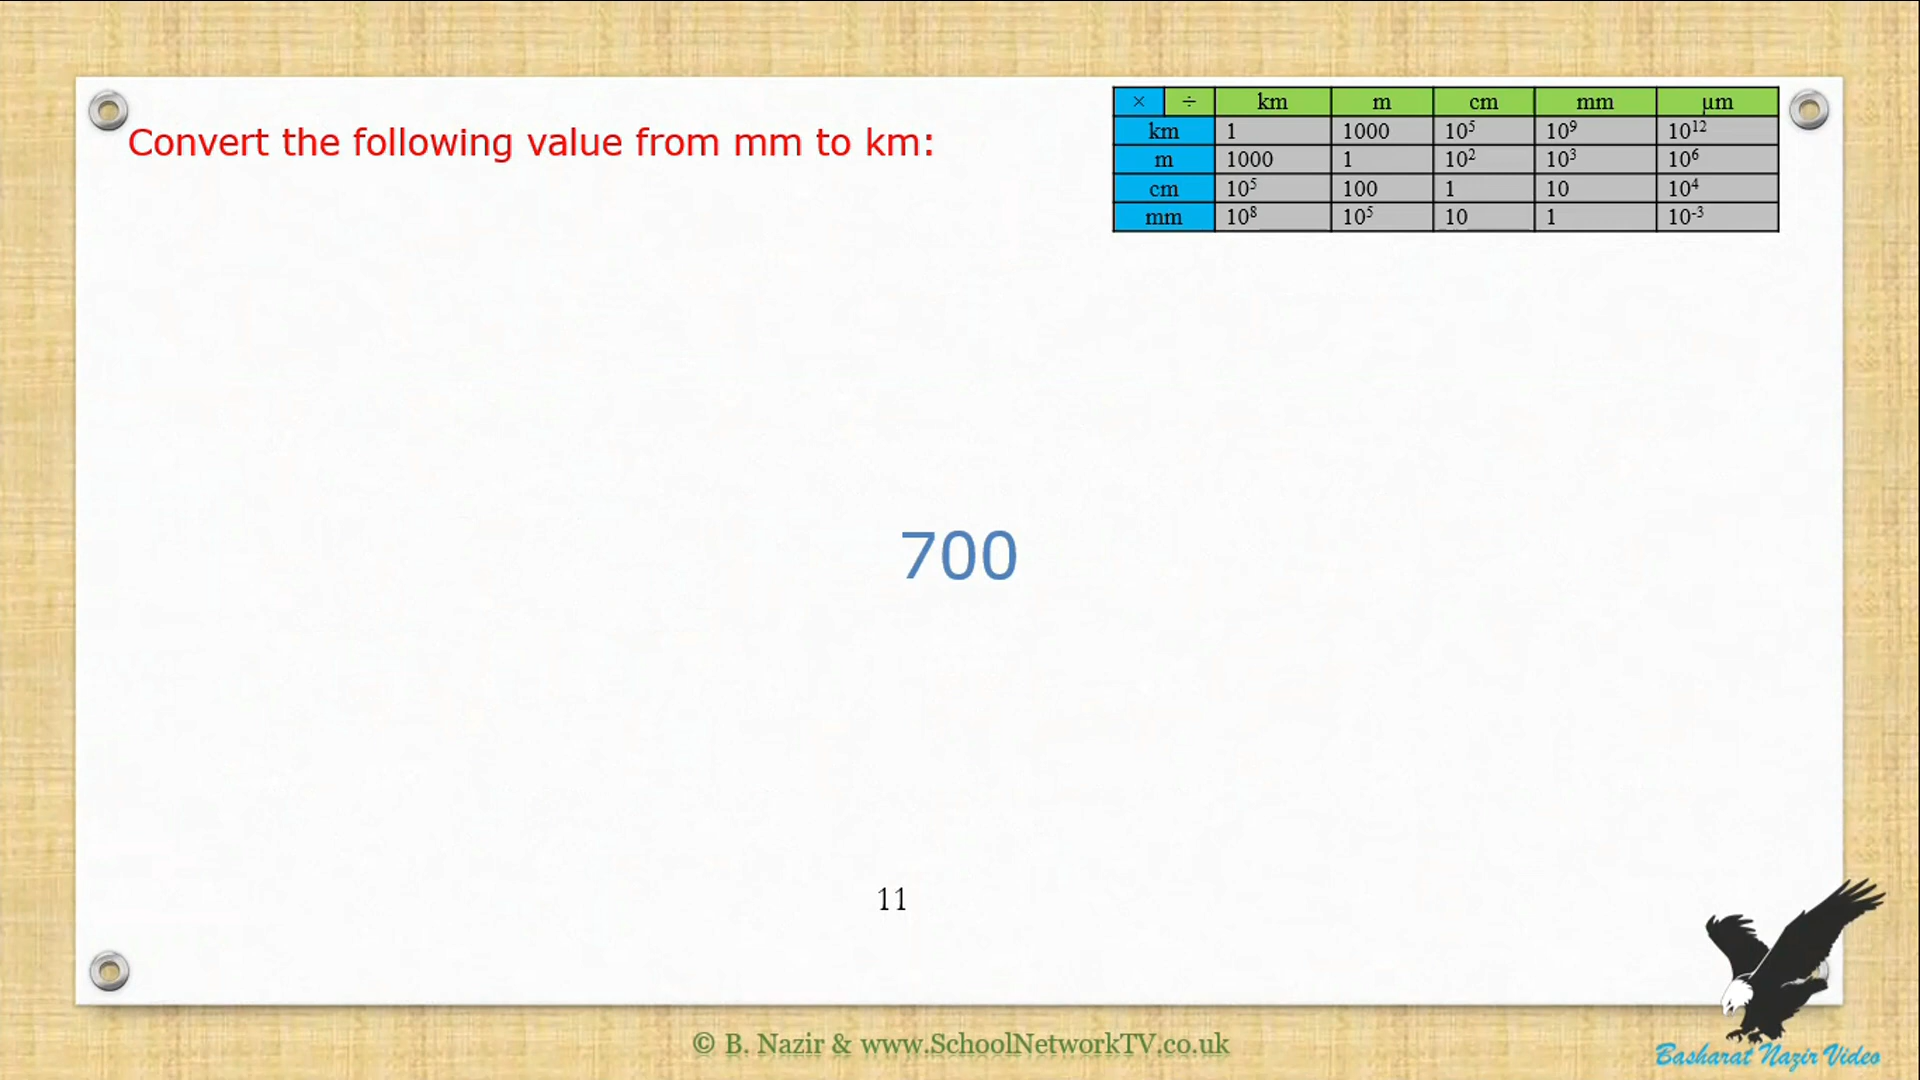 Convert the following value from mm to km:
× ÷ km m cm mm µm
km 1 1000 10⁵ 10⁹ 10¹²
m 1000 1 10² 10³ 10⁶
cm 10⁵ 100 1 10 10⁴
mm 10⁸ 10⁵ 10 1 10⁻³
700
11
© B. Nazir & www.SchoolNetworkTV.co.uk
Basharat Nazir Video